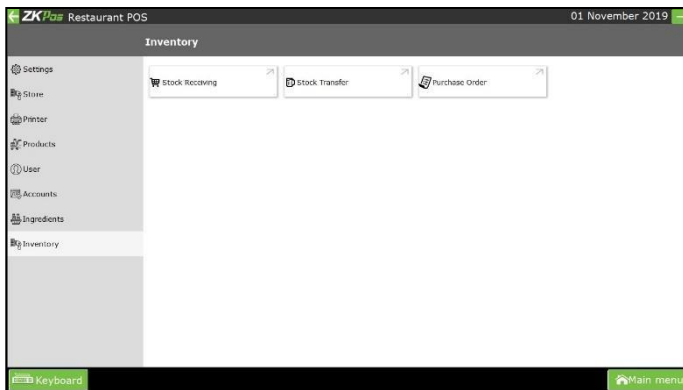 ZKPos Restaurant POS 01 November 2019
Inventory
Settings
Store
Printer
Products
User
Accounts
Ingredients
Inventory
Stock Receiving Stock Transfer Purchase Order
Keyboard Main menu